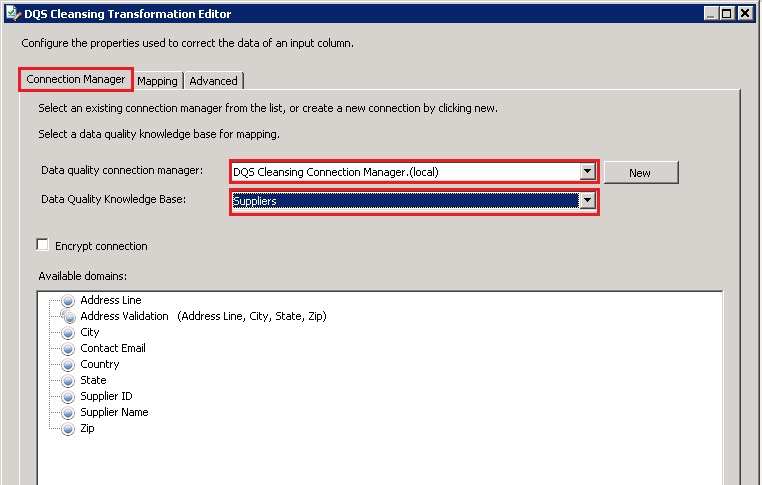 DQS Cleansing Transformation Editor
Configure the properties used to correct the data of an input column.
Connection Manager Mapping Advanced
Select an existing connection manager from the list, or create a new connection by clicking new.
Select a data quality knowledge base for mapping.
Data quality connection manager: DQS Cleansing Connection Manager.(local) New
Data Quality Knowledge Base: Suppliers
Encrypt connection
Available domains:
Address Line
Address Validation (Address Line, City, State, Zip)
City
Contact Email
Country
State
Supplier ID
Supplier Name
Zip